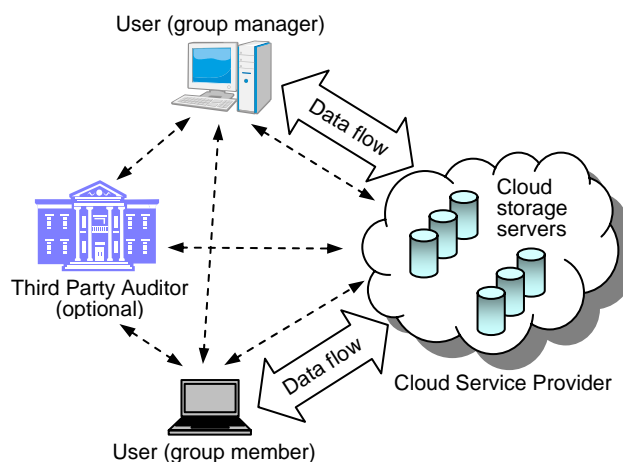 User (group manager)
Data flow
Cloud
storage
servers
Third Party Auditor
(optional)
Data flow
Cloud Service Provider
User (group member)